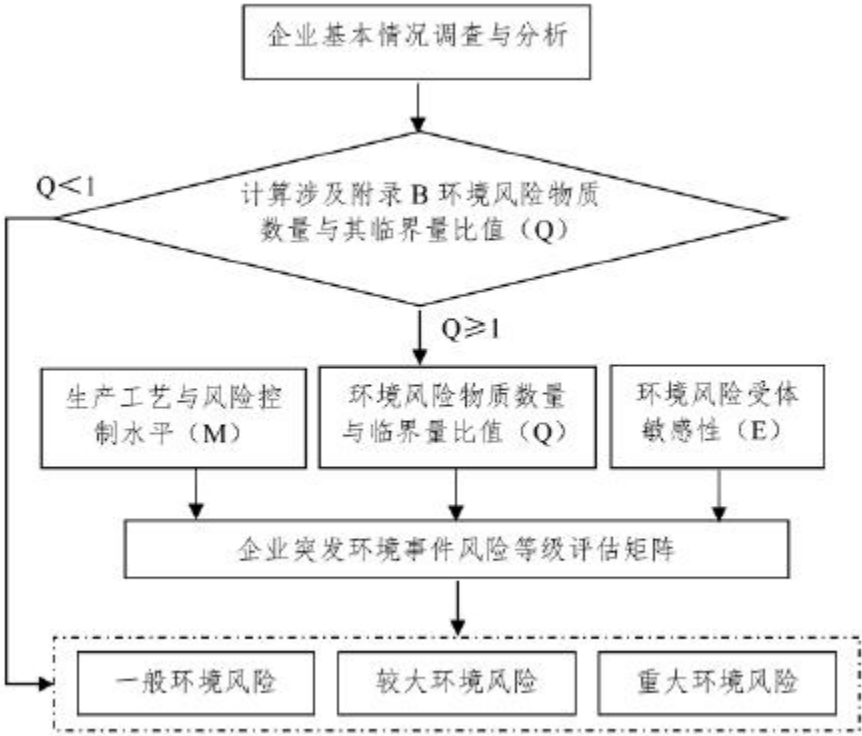 企业基本情况调查与分析
Q＜1
计算涉及附录 B 环境风险物质
数量与其临界量比值（Q）
Q≥1
生产工艺与风险控
制水平（M）
环境风险物质数量
与临界量比值（Q）
环境风险受体
敏感性（E）
企业突发环境事件风险等级评估矩阵
一般环境风险
较大环境风险
重大环境风险